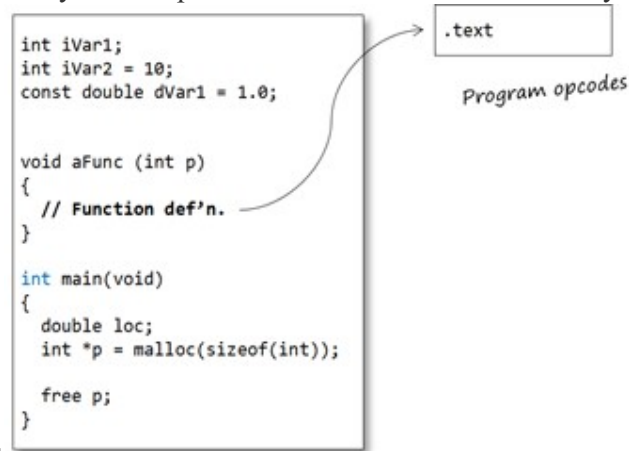 int iVar1;
int iVar2 = 10;
const double dVar1 = 1.0;
void aFunc (int p)
{
// Function def’n.
}
int main(void)
{
double loc;
int *p = malloc(sizeof(int));
free p;
}
.text
Program opcodes